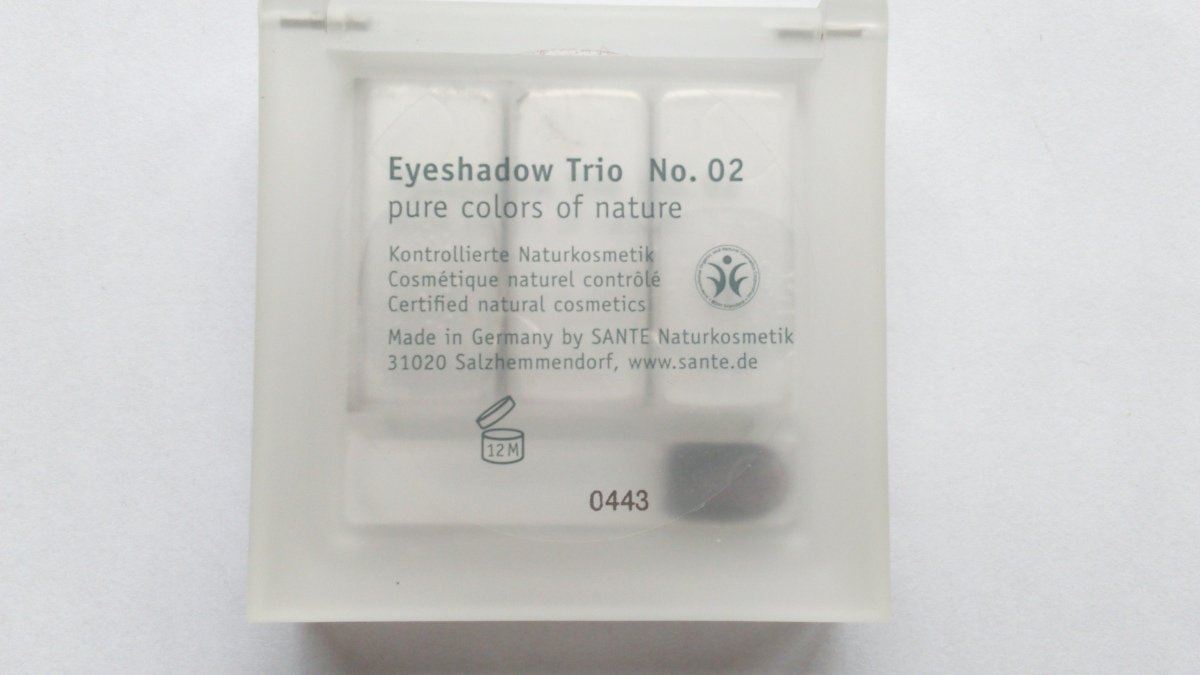 Eyeshadow Trio No. 02
pure colors of nature
Kontrollierte Naturkosmetik
Cosmétique naturel contrôlé
Certified natural cosmetics
Made in Germany by SANTE Naturkosmetik
31020 Salzhemmendorf, www.sante.de
12 M
0443